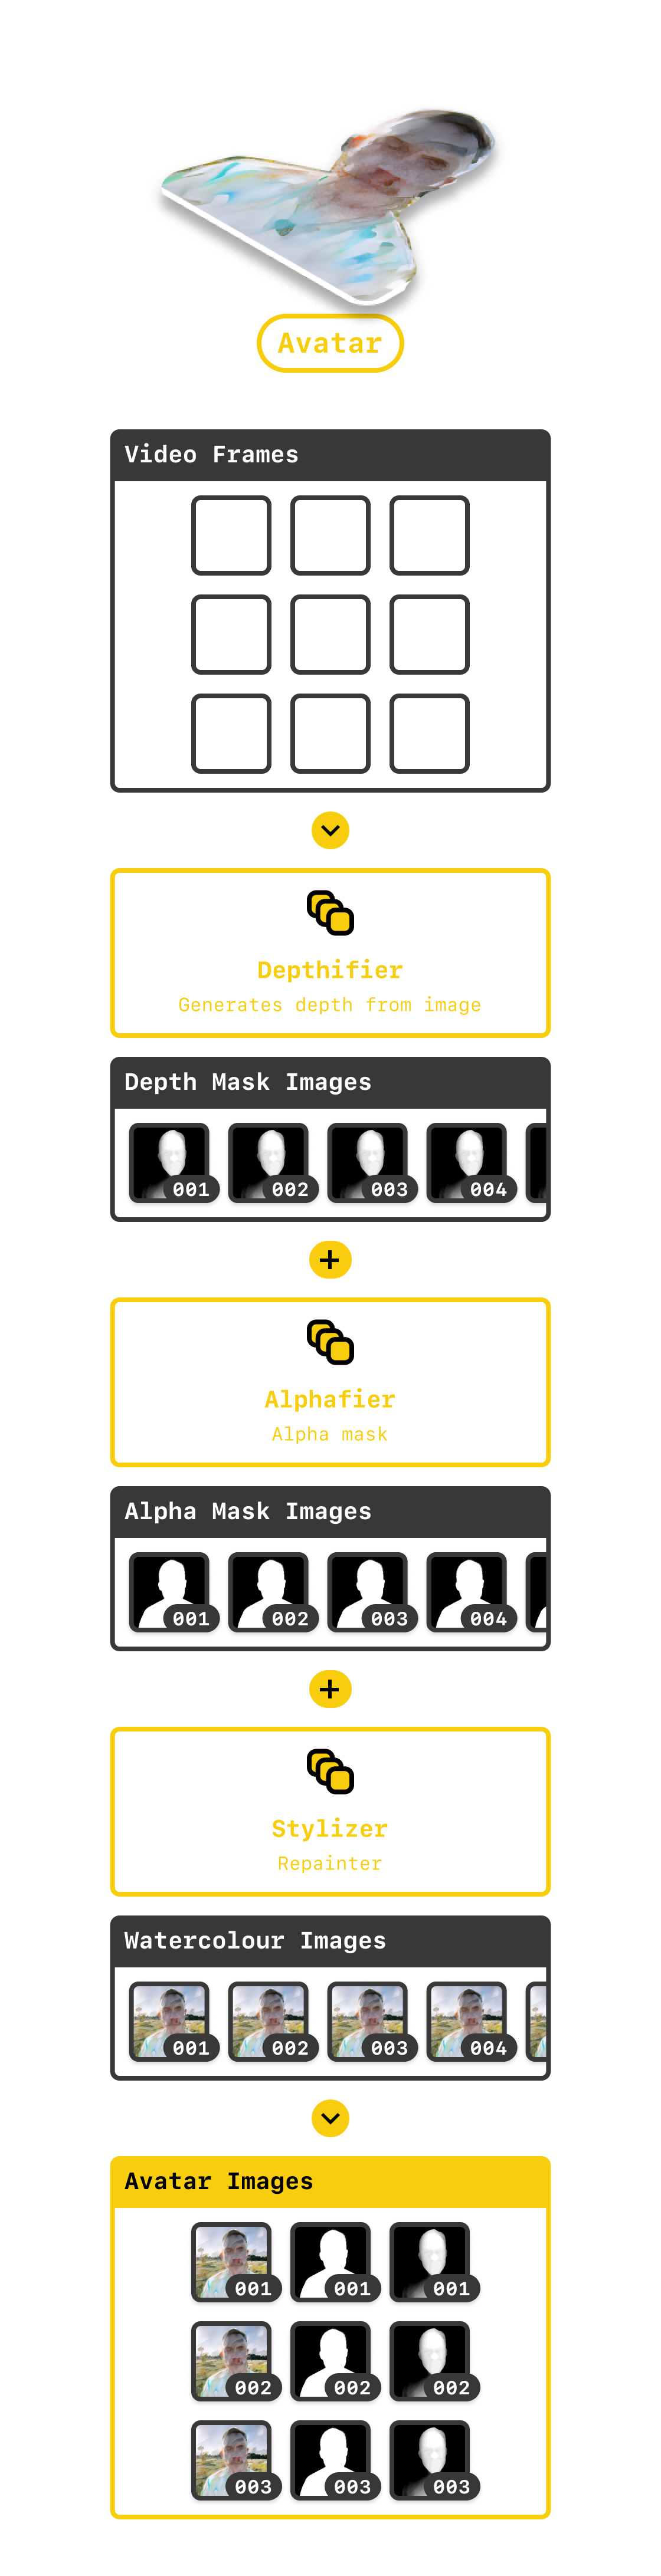 Avatar
Video Frames
Depthifier
Generates depth from image
Depth Mask Images
001 002 003 004
+
Alphafier
Alpha mask
Alpha Mask Images
001 002 003 004
+
Stylizer
Repainter
Watercolour Images
001 002 003 004
Avatar Images
001 001 001
002 002 002
003 003 003